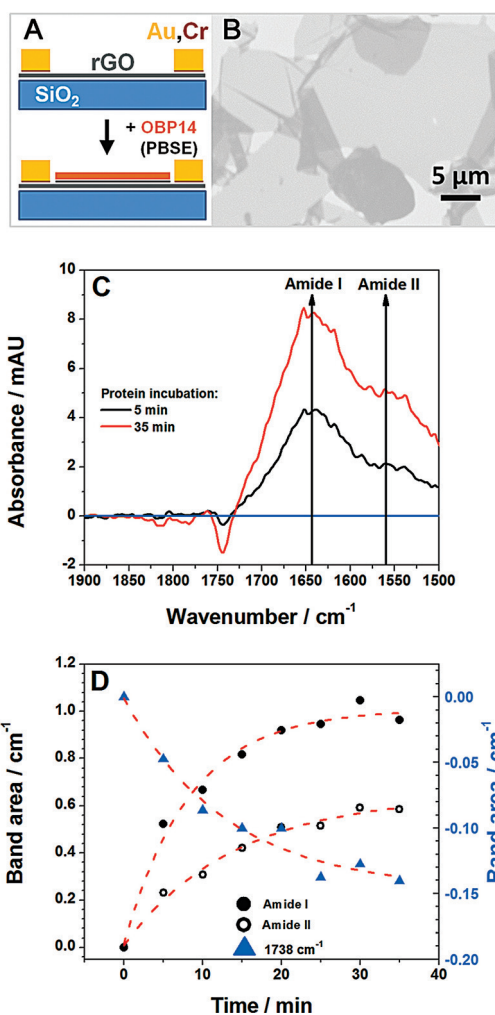 A
Au,Cr
rGO
SiO2
+ OBP14
(PBSE)
B
5 µm
C
Amide I
Amide II
10
8
6
4
2
0
-2
Absorbance / mAU
Protein incubation:
5 min
35 min
1900 1850 1800 1750 1700 1650 1600 1550 1500
Wavenumber / cm-1
D
1.2
1.0
0.8
0.6
0.4
0.2
0.0
Band area / cm-1
0.00
-0.05
-0.10
-0.15
-0.20
Band area / cm-1
Amide I
Amide II
1738 cm-1
0 10 20 30 40
Time / min